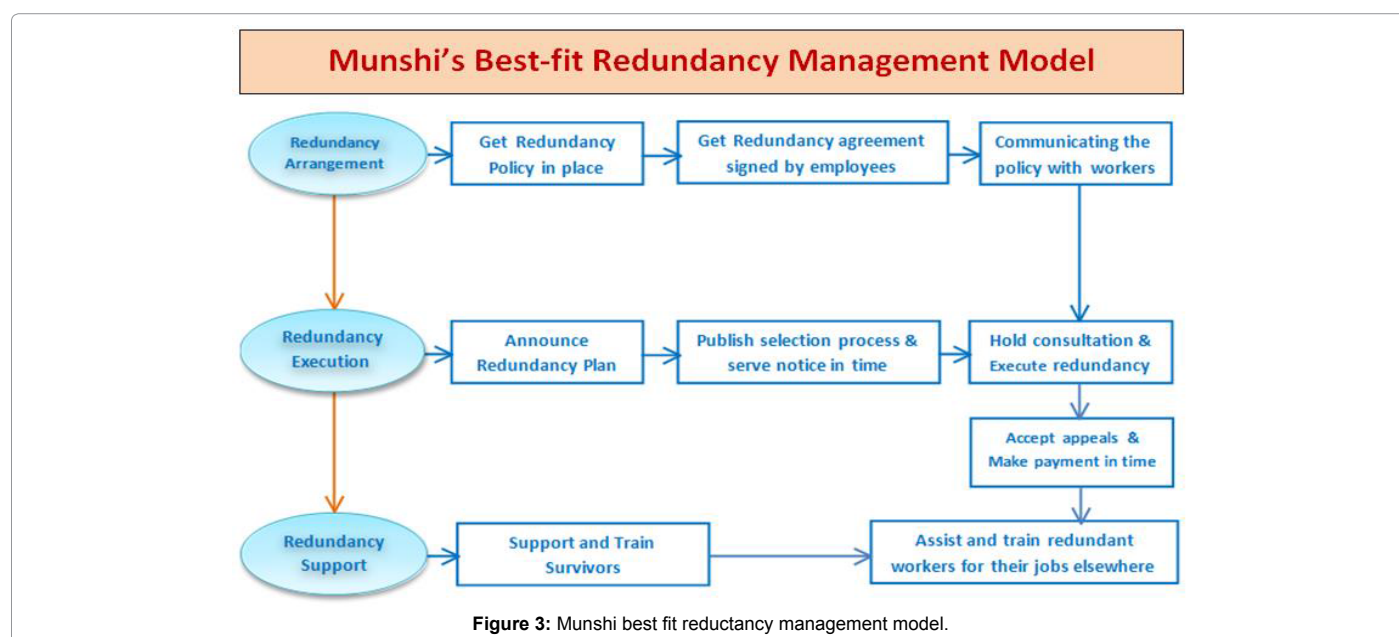 Munshi's Best-fit Redundancy Management Model
Redundancy
Arrangement
Get Redundancy
Policy in place
Get Redundancy agreement
signed by employees
Communicating the
policy with workers
Redundancy
Execution
Announce
Redundancy Plan
Publish selection process &
serve notice in time
Hold consultation &
Execute redundancy
Accept appeals &
Make payment in time
Redundancy
Support
Support and Train
Survivors
Assist and train redundant
workers for their jobs elsewhere
Figure 3: Munshi best fit reductancy management model.